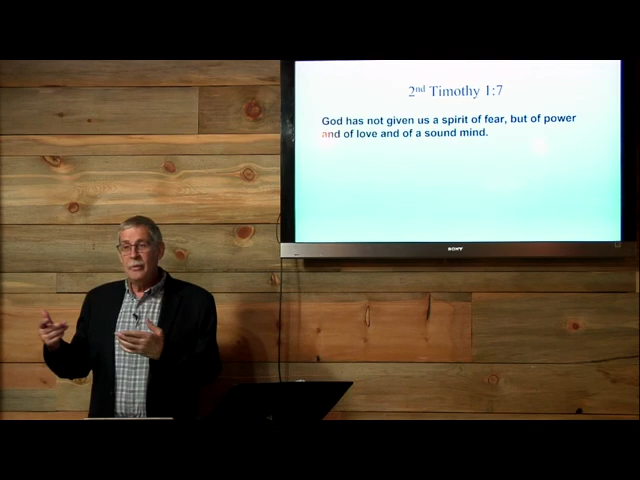 2nd Timothy 1:7
God has not given us a spirit of fear, but of power
and of love and of a sound mind.
SONY